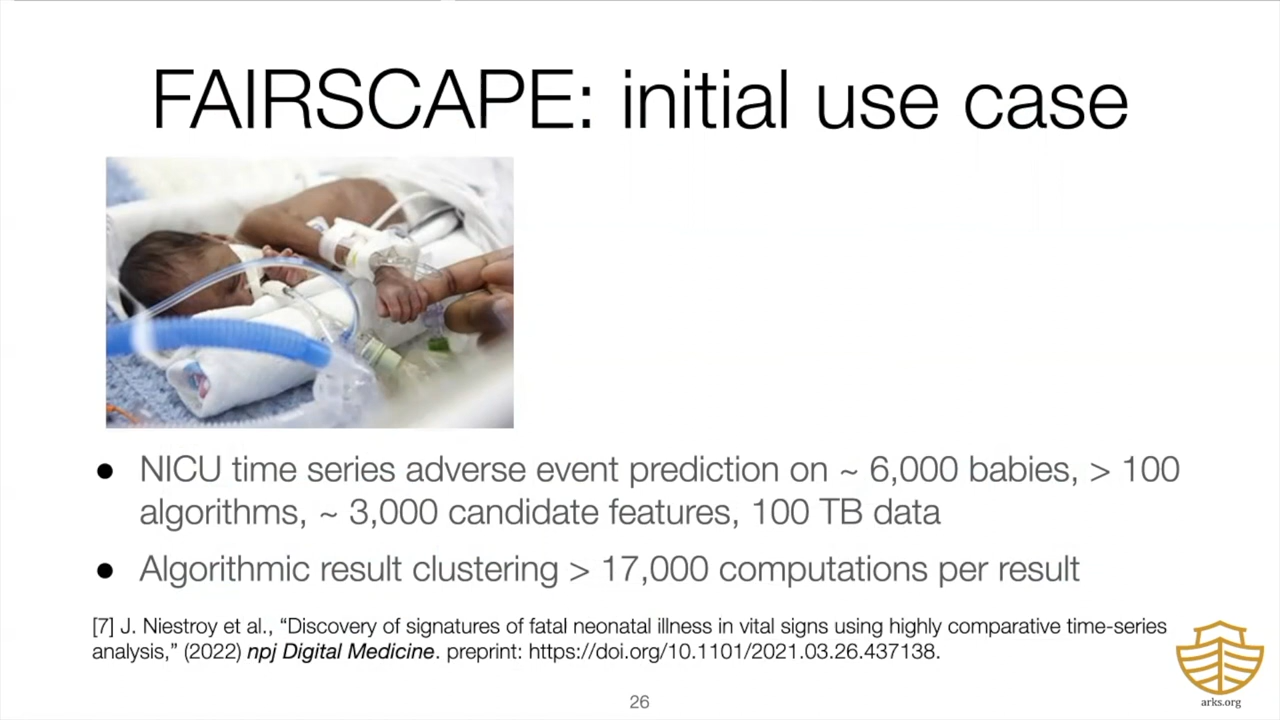 FAIRSCAPE: initial use case
● NICU time series adverse event prediction on ~ 6,000 babies, > 100
algorithms, ~ 3,000 candidate features, 100 TB data
● Algorithmic result clustering > 17,000 computations per result
[7] J. Niestroy et al., “Discovery of signatures of fatal neonatal illness in vital signs using highly comparative time-series
analysis,” (2022) npj Digital Medicine. preprint: https://doi.org/10.1101/2021.03.26.437138.
26
arks.org